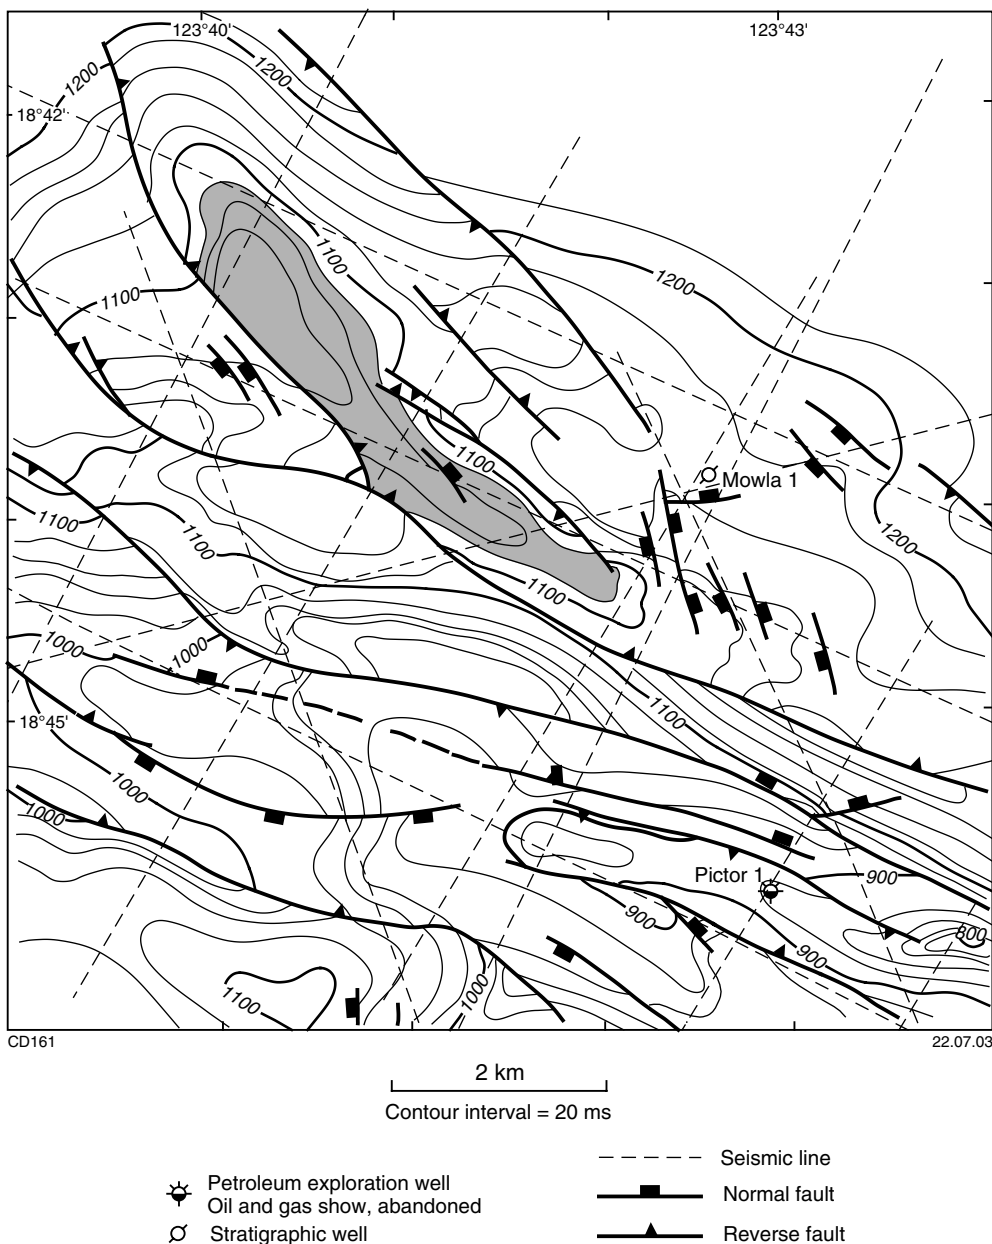 123°40'
123°43'
1200
1200
18°42'
1100
1200
1100
1100
Mowla 1
1100
1100
1200
1100
1000
1000
1100
18°45'
1000
1000
Pictor 1
900
900
800
900
1100
1000
CD161
22.07.03
2 km
Contour interval = 20 ms
Seismic line
Petroleum exploration well
Oil and gas show, abandoned
Normal fault
Stratigraphic well
Reverse fault